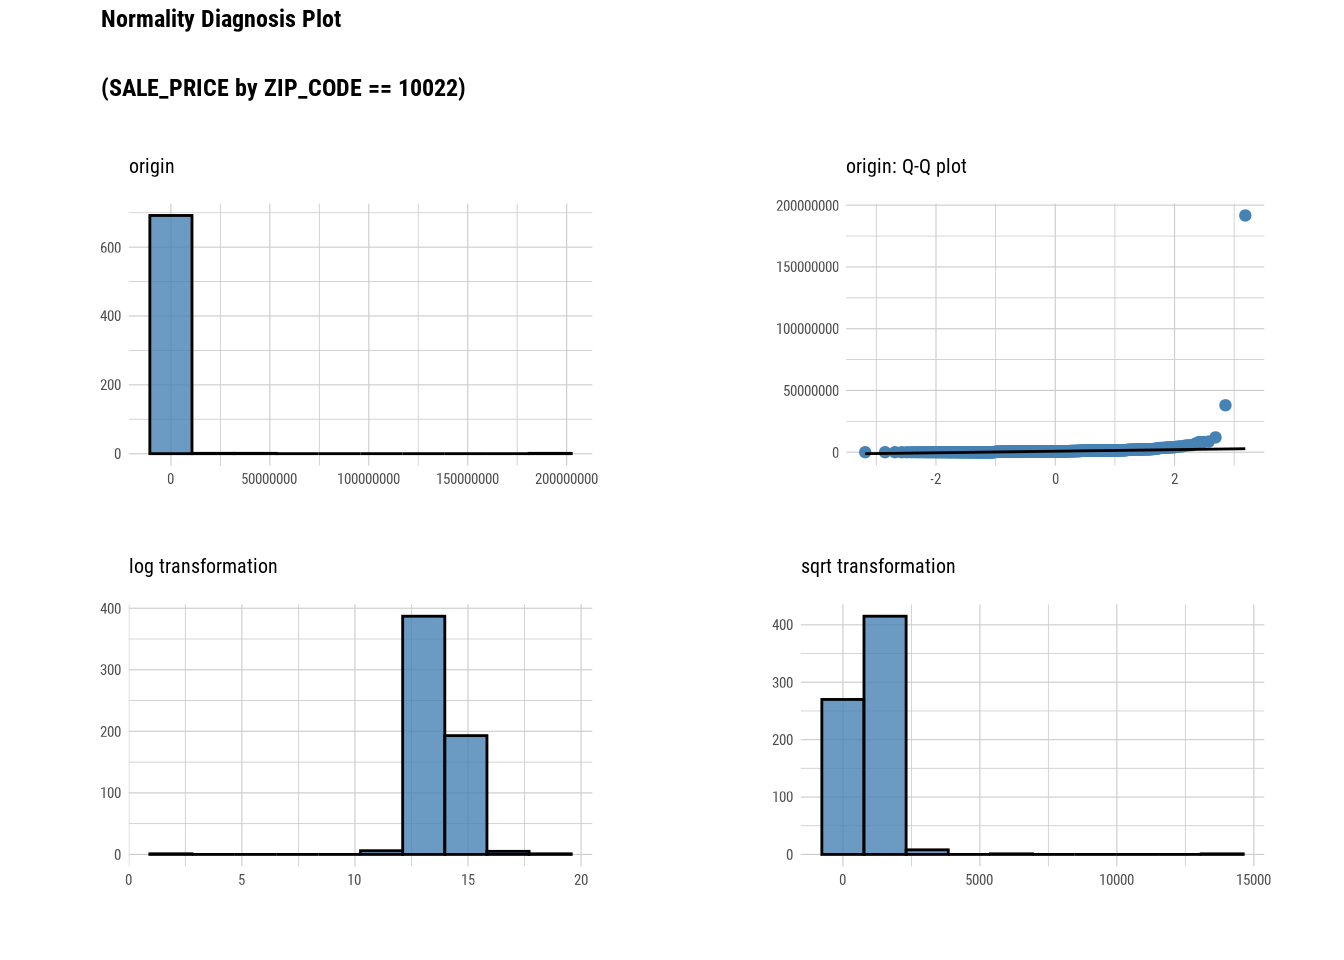 Normality Diagnosis Plot
(SALE_PRICE by ZIP_CODE == 10022)
origin
600
400
200
0
0 50000000 100000000 150000000 200000000
origin: Q-Q plot
200000000
150000000
100000000
50000000
0
-2 0 2
log transformation
400
300
200
100
0
0 5 10 15 20
sqrt transformation
400
300
200
100
0
0 5000 10000 15000